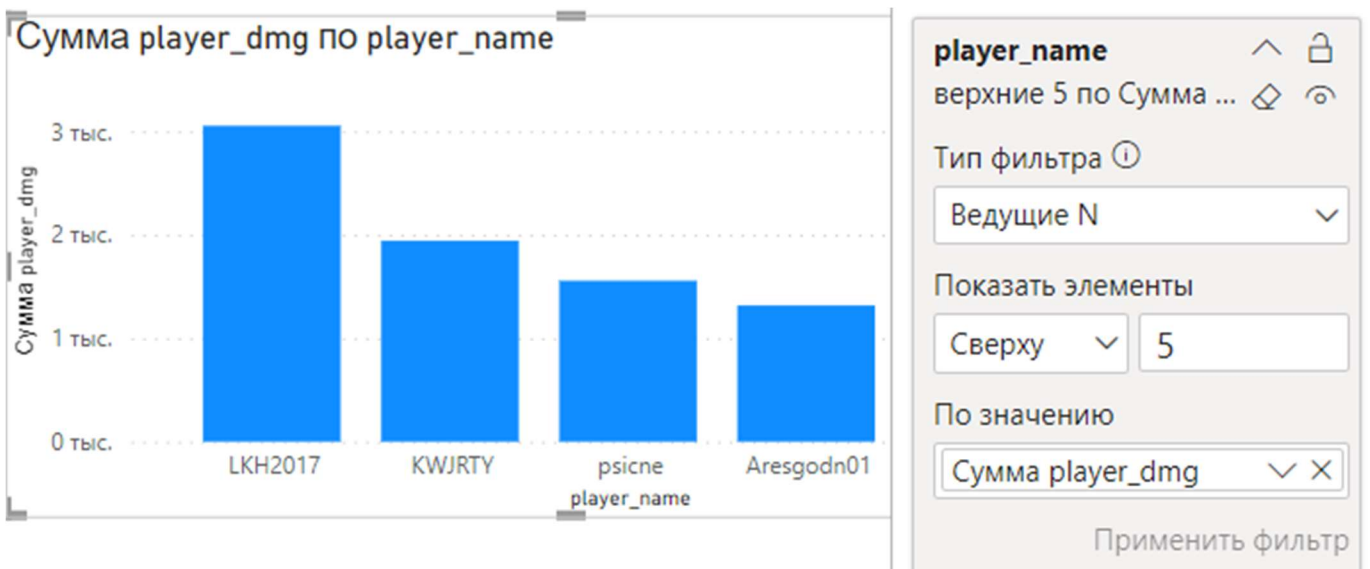 Сумма player_dmg по player_name
3 тыс.
2 тыс.
1 тыс.
0 тыс.
Сумма player_dmg
LKH2017
KWJRTY
psicne
Aresgodn01
player_name
player_name
верхние 5 по Сумма ...
Тип фильтра
Ведущие N
Показать элементы
Сверху
5
По значению
Сумма player_dmg
Применить фильтр